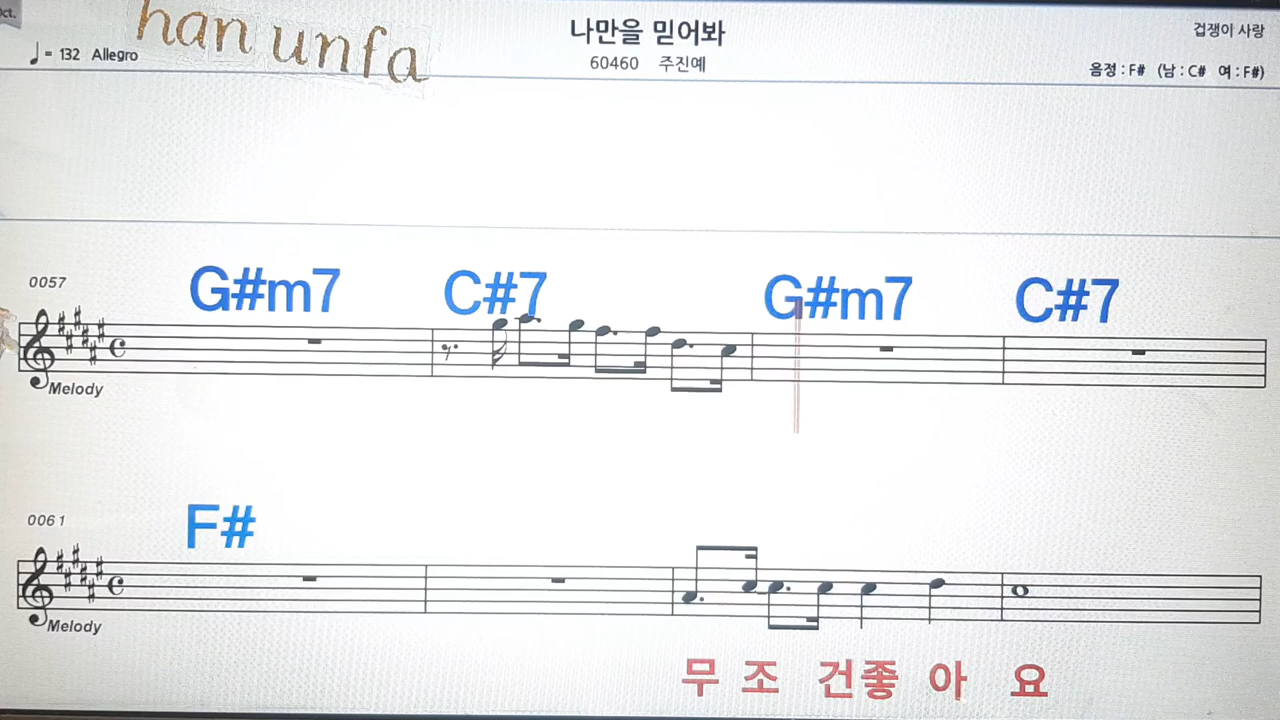 Oct.
han unfa
나만을 믿어봐
겁쟁이 사랑
♩ = 132 Allegro
60460 주진예
음정 : F# (남 : C# 여 : F#)
0057
G#m7 C#7 G#m7 C#7
Melody
0061
F#
Melody
무 조 건 좋 아 요